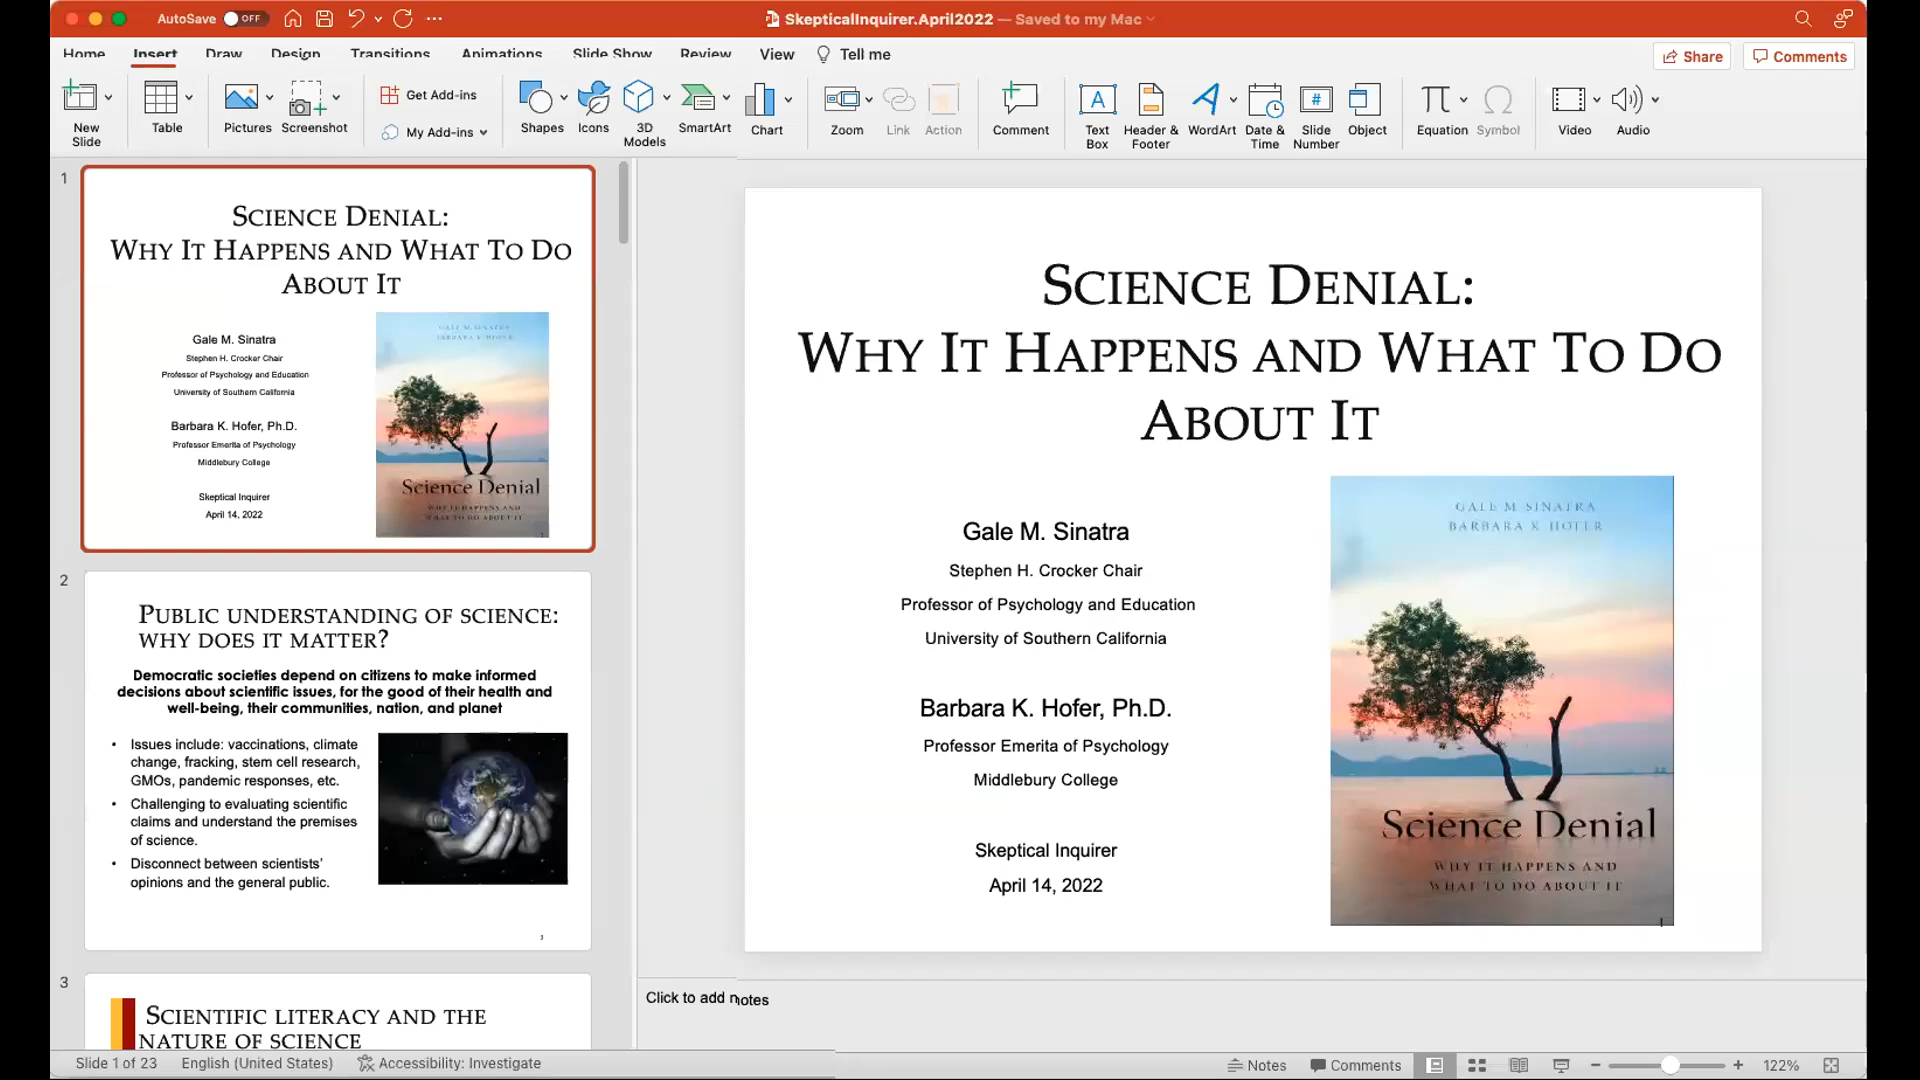 AutoSave OFF
SkepticalInquirer.April2022 — Saved to my Mac
Home Insert Draw Design Transitions Animations Slide Show Review View Tell me
Share Comments
New Slide
Table
Pictures
Screenshot
Get Add-ins
My Add-ins
Shapes
Icons
3D Models
SmartArt
Chart
Zoom
Link
Action
Comment
Text Box
Header & Footer
WordArt
Date & Time
Slide Number
Object
Equation
Symbol
Video
Audio
1
SCIENCE DENIAL:
WHY IT HAPPENS AND WHAT TO DO
ABOUT IT
Gale M. Sinatra
Stephen H. Crocker Chair
Professor of Psychology and Education
University of Southern California
Barbara K. Hofer, Ph.D.
Professor Emerita of Psychology
Middlebury College
Skeptical Inquirer
April 14, 2022
GALE M SINATRA
BARBARA K HOFER
Science Denial
WHY IT HAPPENS AND
WHAT TO DO ABOUT IT
2
PUBLIC UNDERSTANDING OF SCIENCE:
WHY DOES IT MATTER?
Democratic societies depend on citizens to make informed
decisions about scientific issues, for the good of their health and
well-being, their communities, nation, and planet
• Issues include: vaccinations, climate
change, fracking, stem cell research,
GMOs, pandemic responses, etc.
• Challenging to evaluating scientific
claims and understand the premises
of science.
• Disconnect between scientists'
opinions and the general public.
3
SCIENTIFIC LITERACY AND THE
NATURE OF SCIENCE
SCIENCE DENIAL:
WHY IT HAPPENS AND WHAT TO DO
ABOUT IT
Gale M. Sinatra
Stephen H. Crocker Chair
Professor of Psychology and Education
University of Southern California
Barbara K. Hofer, Ph.D.
Professor Emerita of Psychology
Middlebury College
Skeptical Inquirer
April 14, 2022
GALE M SINATRA
BARBARA K HOFER
Science Denial
WHY IT HAPPENS AND
WHAT TO DO ABOUT IT
1
Click to add notes
Slide 1 of 23 English (United States) Accessibility: Investigate
Notes Comments 122%